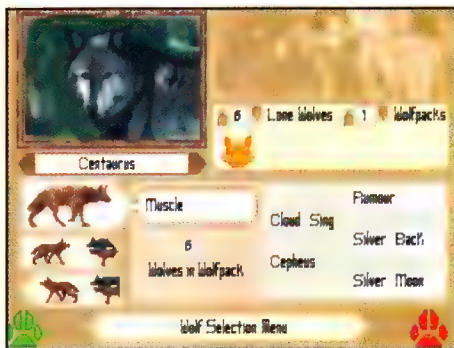 6 Lone Wolves 1 Wolfpacks
Centaurus
Muscle
6
Wolves in Wolfpack
Cloud Sing
Cepheus
Silver Back
Silver Moon
Wolf Selection Menu